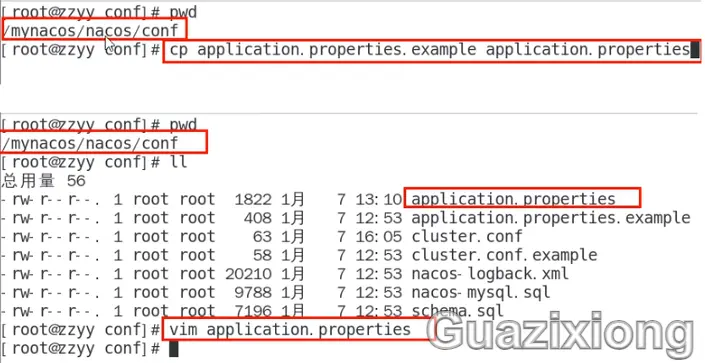 [root@zzyy conf]# pwd
/mynacos/nacos/conf
[root@zzyy conf]# cp application.properties.example application.properties
[root@zzyy conf]# pwd
/mynacos/nacos/conf
[root@zzyy conf]# ll
总用量 56
-rw-r--r--. 1 root root 1822 1月 7 13:10 application.properties
-rw-r--r--. 1 root root 408 1月 7 12:53 application.properties.example
-rw-r--r--. 1 root root 63 1月 7 16:05 cluster.conf
-rw-r--r--. 1 root root 58 1月 7 12:53 cluster.conf.example
-rw-r--r--. 1 root root 20210 1月 7 12:53 nacos-logback.xml
-rw-r--r--. 1 root root 9788 1月 7 12:53 nacos-mysql.sql
-rw-r--r--. 1 root root 7196 1月 7 12:53 schema.sql
[root@zzyy conf]# vim application.properties
[root@zzyy conf]#
Guazixiong